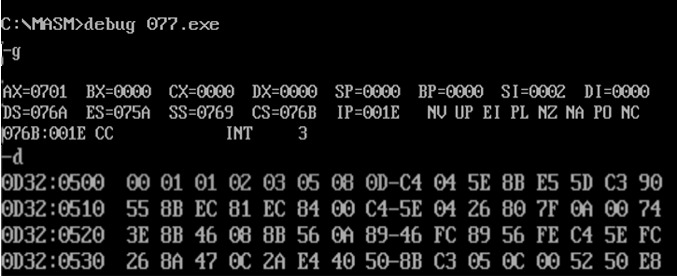 C:\MASM>debug 077.exe
-g
AX=0701 BX=0000 CX=0000 DX=0000 SP=0000 BP=0000 SI=0002 DI=0000
DS=076A ES=075A SS=0769 CS=076B IP=001E NV UP EI PL NZ NA PO NC
076B:001E CC INT 3
-d
0D32:0500 00 01 01 02 03 05 08 0D-C4 04 5E 8B E5 5D C3 90
0D32:0510 55 8B EC 81 EC 84 00 C4-5E 04 26 80 7F 0A 00 74
0D32:0520 3E 8B 46 08 8B 56 0A 89-46 FC 89 56 FE C4 5E FC
0D32:0530 26 8A 47 0C 2A E4 40 50-8B C3 05 0C 00 52 50 E8